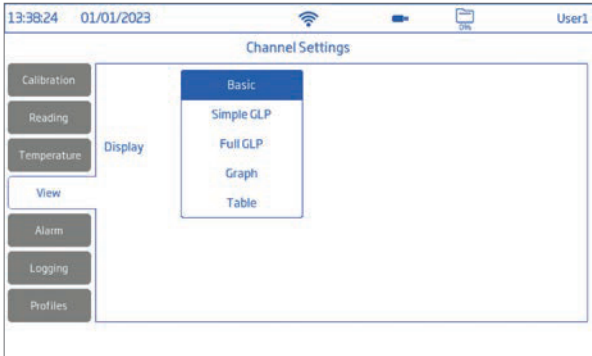 13:38:24 01/01/2023 0% User1
Channel Settings
Calibration
Reading
Temperature
View
Alarm
Logging
Profiles
Display
Basic
Simple GLP
Full GLP
Graph
Table